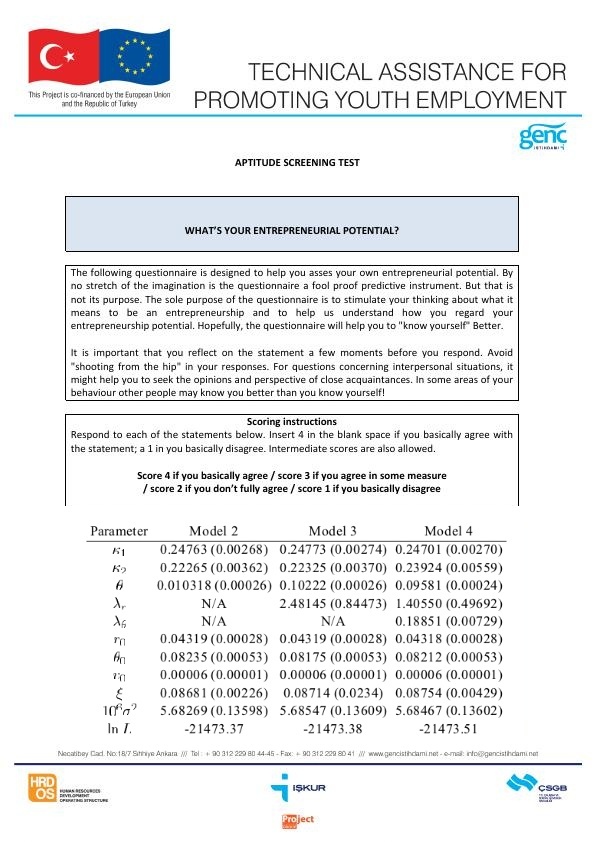 This Project is co-financed by the European Union
and the Republic of Turkey
TECHNICAL ASSISTANCE FOR
PROMOTING YOUTH EMPLOYMENT
genc
ISTIHDAMI
APTITUDE SCREENING TEST
WHAT'S YOUR ENTREPRENEURIAL POTENTIAL?
The following questionnaire is designed to help you asses your own entrepreneurial potential. By
no stretch of the imagination is the questionnaire a fool proof predictive instrument. But that is
not its purpose. The sole purpose of the questionnaire is to stimulate your thinking about what it
means to be an entrepreneurship and to help us understand how you regard your
entrepreneurship potential. Hopefully, the questionnaire will help you to "know yourself" Better.
It is important that you reflect on the statement a few moments before you respond. Avoid
"shooting from the hip" in your responses. For questions concerning interpersonal situations, it
might help you to seek the opinions and perspective of close acquaintances. In some areas of your
behaviour other people may know you better than you know yourself!
Scoring instructions
Respond to each of the statements below. Insert 4 in the blank space if you basically agree with
the statement; a 1 in you basically disagree. Intermediate scores are also allowed.
Score 4 if you basically agree / score 3 if you agree in some measure
/ score 2 if you don't fully agree / score 1 if you basically disagree
Parameter Model 2 Model 3 Model 4
κ1 0.24763 (0.00268) 0.24773 (0.00274) 0.24701 (0.00270)
κ2 0.22265 (0.00362) 0.22325 (0.00370) 0.23924 (0.00559)
θ 0.010318 (0.00026) 0.10222 (0.00026) 0.09581 (0.00024)
λr N/A 2.48145 (0.84473) 1.40550 (0.49692)
λθ N/A N/A 0.18851 (0.00729)
r0 0.04319 (0.00028) 0.04319 (0.00028) 0.04318 (0.00028)
θ0 0.08235 (0.00053) 0.08175 (0.00053) 0.08212 (0.00053)
v0 0.00006 (0.00001) 0.00006 (0.00001) 0.00006 (0.00001)
ξ 0.08681 (0.00226) 0.08714 (0.0234) 0.08754 (0.00429)
10⁶σ² 5.68269 (0.13598) 5.68547 (0.13609) 5.68467 (0.13602)
ln L -21473.37 -21473.38 -21473.51
Necatibey Cad. No:18/7 Sıhhiye Ankara /// Tel : + 90 312 229 80 44-45 - Fax: + 90 312 229 80 41 /// www.gencistihdami.net - e-mail: info@gencistihdami.net
HRD
OS
HUMAN RESOURCES
DEVELOPMENT
OPERATING STRUCTURE
İŞKUR
ÇSGB
Project